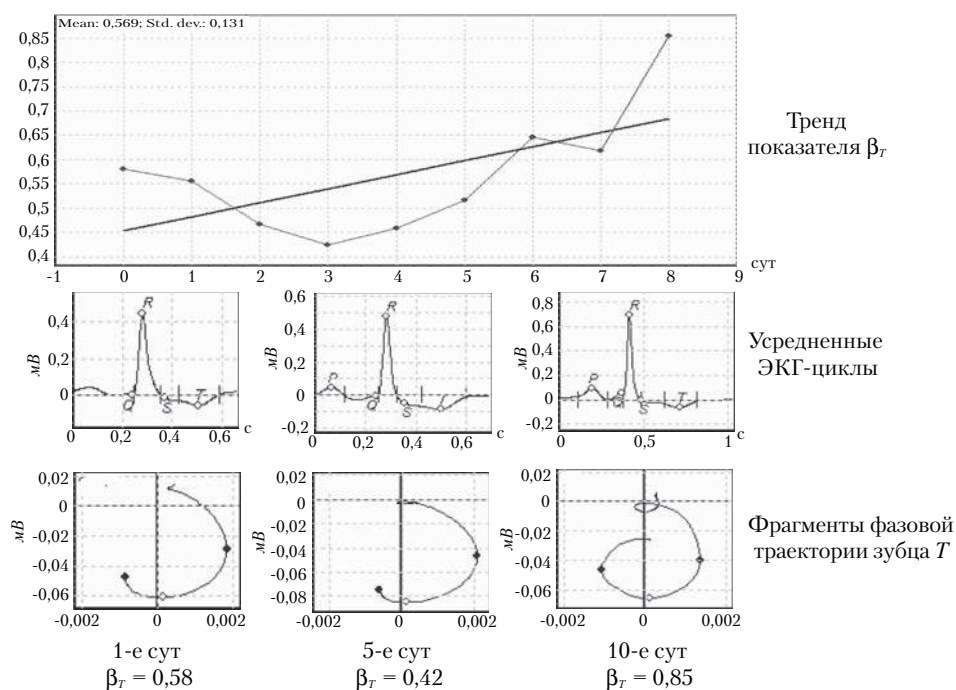 Mean: 0,569; Std. dev.: 0,131
0,85
0,8
0,75
0,7
0,65
0,6
0,55
0,5
0,45
0,4
-1 0 1 2 3 4 5 6 7 8 9
сут
Тренд
показателя βT
мВ
0,4
0,2
0
R
Q
S
T
0 0,2 0,4 0,6 с
мВ
0,6
0,4
0,2
0
-0,2
R
P
Q
S
T
0 0,2 0,4 0,6 с
мВ
0,8
0,6
0,4
0,2
0
-0,2
R
P
Q
S
T
0 0,5 1 с
Усредненные
ЭКГ-циклы
мВ
0,02
0
-0,02
-0,04
-0,06
-0,002 0 0,002
мВ
0,02
0
-0,02
-0,04
-0,06
-0,08
-0,002 0 0,002
мВ
0,02
0
-0,02
-0,04
-0,06
-0,002 0 0,002
Фрагменты фазовой
траектории зубца T
1-е сут
βT = 0,58
5-е сут
βT = 0,42
10-е сут
βT = 0,85